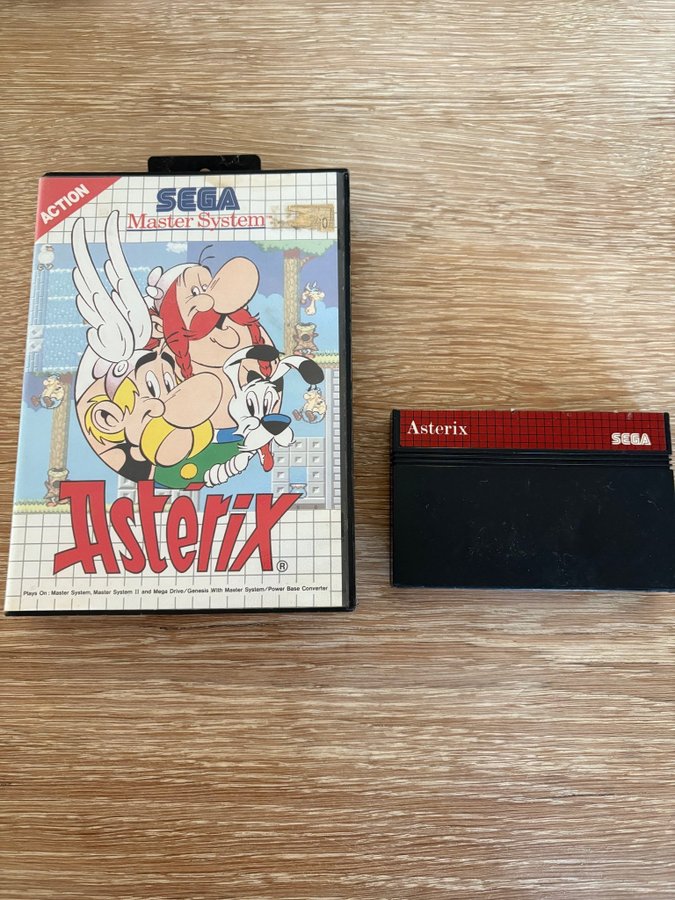 ACTION
SEGA
Master System
Asterix®
Plays On : Master System, Master System II and Mega Drive/Genesis With Master System/Power Base Converter
Asterix
SEGA